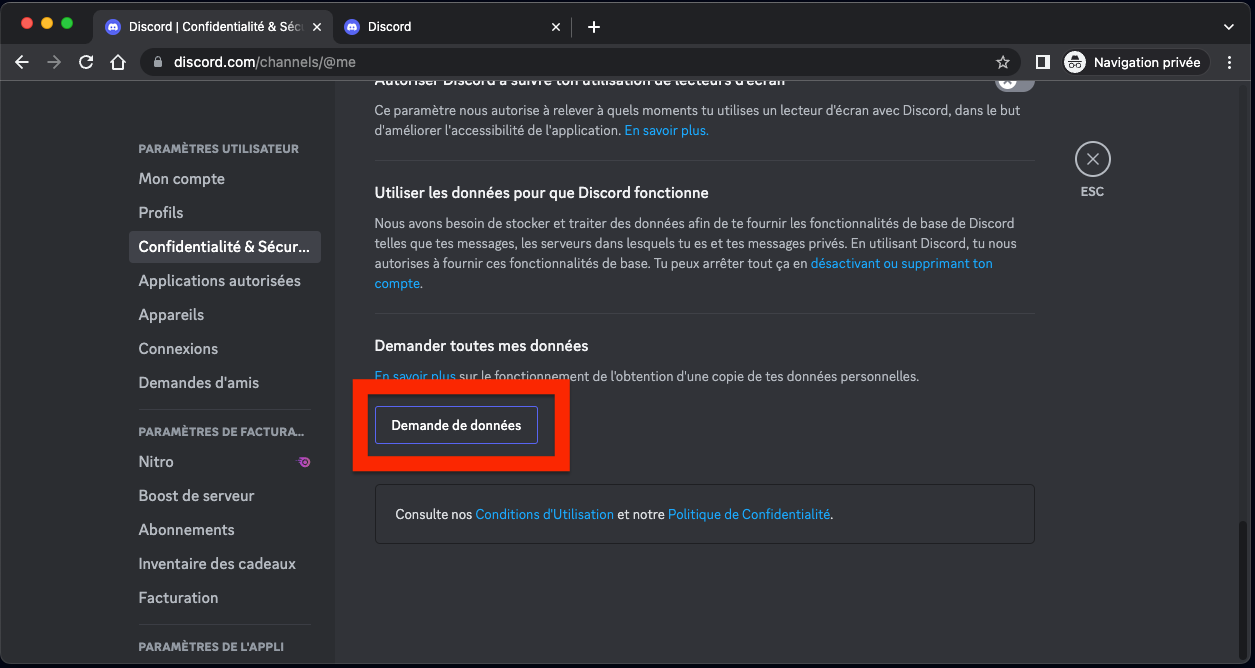 Discord | Confidentialité & Séc
Discord
discord.com/channels/@me
Navigation privée
Autoriser Discord à suivre ton utilisation de lecteurs d'écran
Ce paramètre nous autorise à relever à quels moments tu utilises un lecteur d'écran avec Discord, dans le but
d'améliorer l'accessibilité de l'application. En savoir plus.
ESC
PARAMÈTRES UTILISATEUR
Mon compte
Profils
Confidentialité & Sécur...
Applications autorisées
Appareils
Connexions
Demandes d'amis
PARAMÈTRES DE FACTURA...
Nitro
Boost de serveur
Abonnements
Inventaire des cadeaux
Facturation
PARAMÈTRES DE L'APPLI
Utiliser les données pour que Discord fonctionne
Nous avons besoin de stocker et traiter des données afin de te fournir les fonctionnalités de base de Discord
telles que tes messages, les serveurs dans lesquels tu es et tes messages privés. En utilisant Discord, tu nous
autorises à fournir ces fonctionnalités de base. Tu peux arrêter tout ça en désactivant ou supprimant ton
compte.
Demander toutes mes données
En savoir plus sur le fonctionnement de l'obtention d'une copie de tes données personnelles.
Demande de données
Consulte nos Conditions d'Utilisation et notre Politique de Confidentialité.